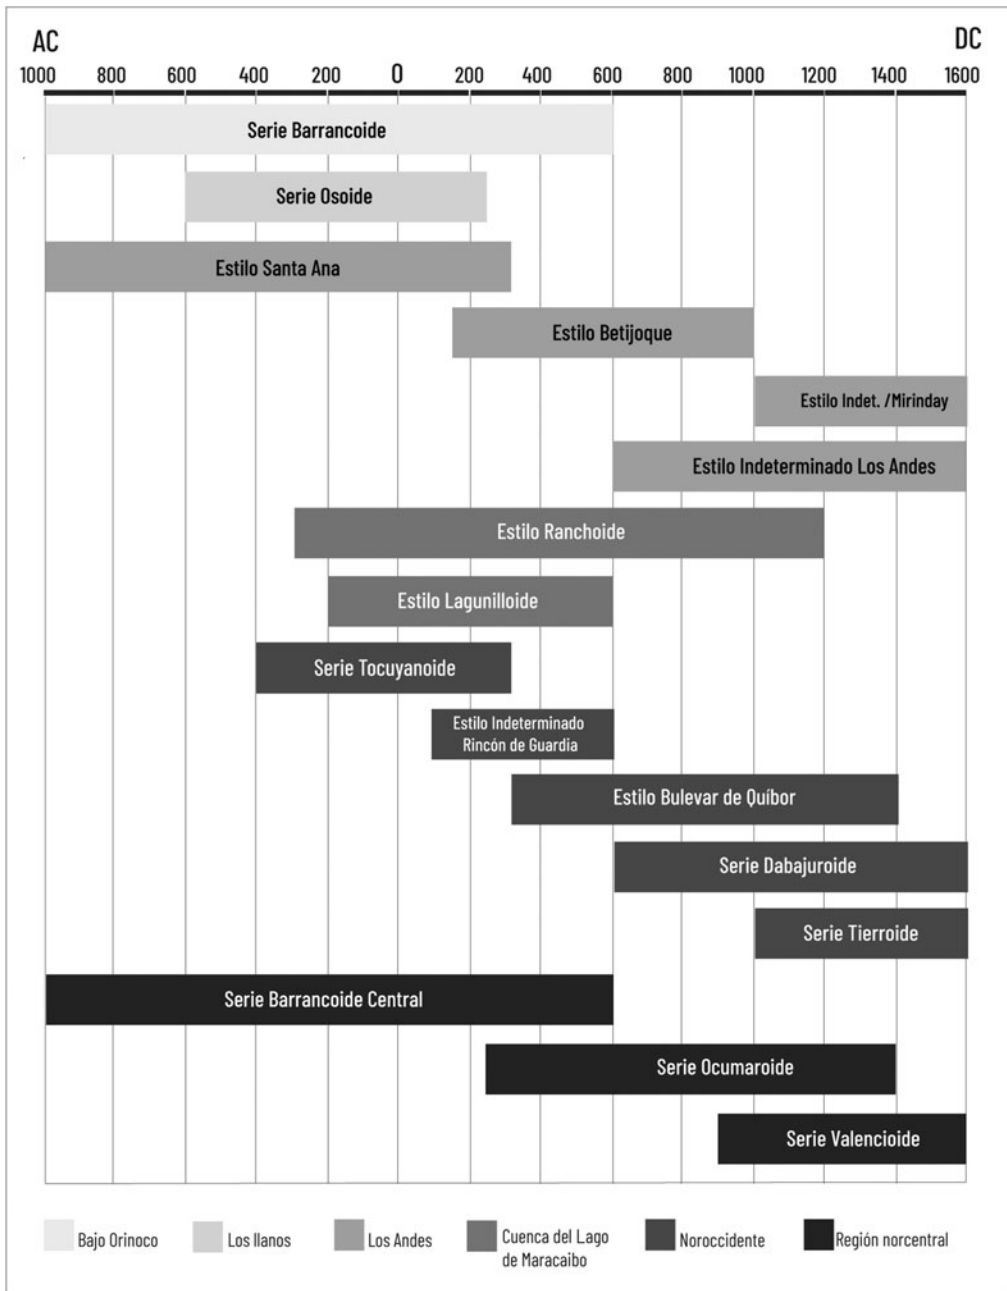 AC DC
1000 800 600 400 200 0 200 400 600 800 1000 1200 1400 1600
Serie Barrancoide
Serie Osoide
Estilo Santa Ana
Estilo Betijoque
Estilo Indet. /Mirinday
Estilo Indeterminado Los Andes
Estilo Ranchoide
Estilo Lagunilloide
Serie Tocuyanoide
Estilo Indeterminado
Rincón de Guardia
Estilo Bulevar de Quíbor
Serie Dabajuroide
Serie Tierroide
Serie Barrancoide Central
Serie Ocumaroide
Serie Valencioide
Bajo Orinoco
Los llanos
Los Andes
Cuenca del Lago
de Maracaibo
Noroccidente
Región norcentral